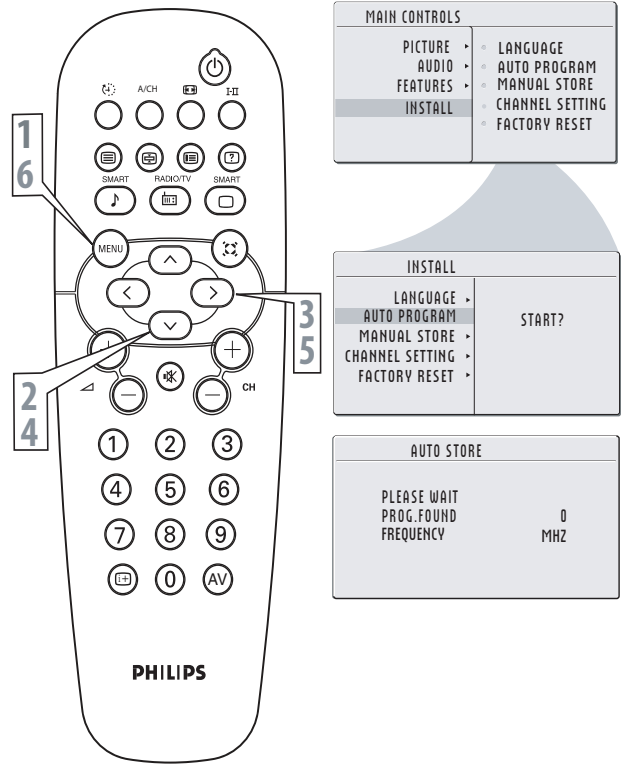 A/CH
I-II
?
SMART
RADIO/TV
SMART
1
6
MENU
3
5
2
4
CH
1 2 3
4 5 6
7 8 9
i+ 0 AV
PHILIPS
MAIN CONTROLS
PICTURE
AUDIO
FEATURES
INSTALL
LANGUAGE
AUTO PROGRAM
MANUAL STORE
CHANNEL SETTING
FACTORY RESET
INSTALL
LANGUAGE
AUTO PROGRAM
MANUAL STORE
CHANNEL SETTING
FACTORY RESET
START?
AUTO STORE
PLEASE WAIT
PROG.FOUND 0
FREQUENCY MHZ